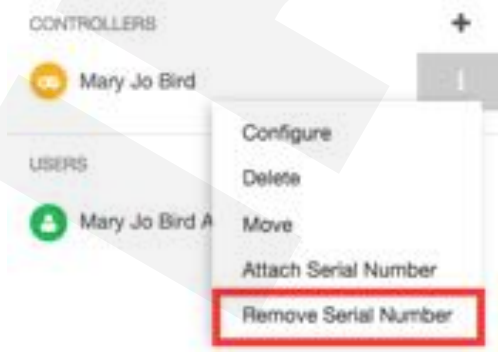 CONTROLLERS
Mary Jo Bird
Configure
USERS
Delete
Mary Jo Bird A
Move
Attach Serial Number
Remove Serial Number